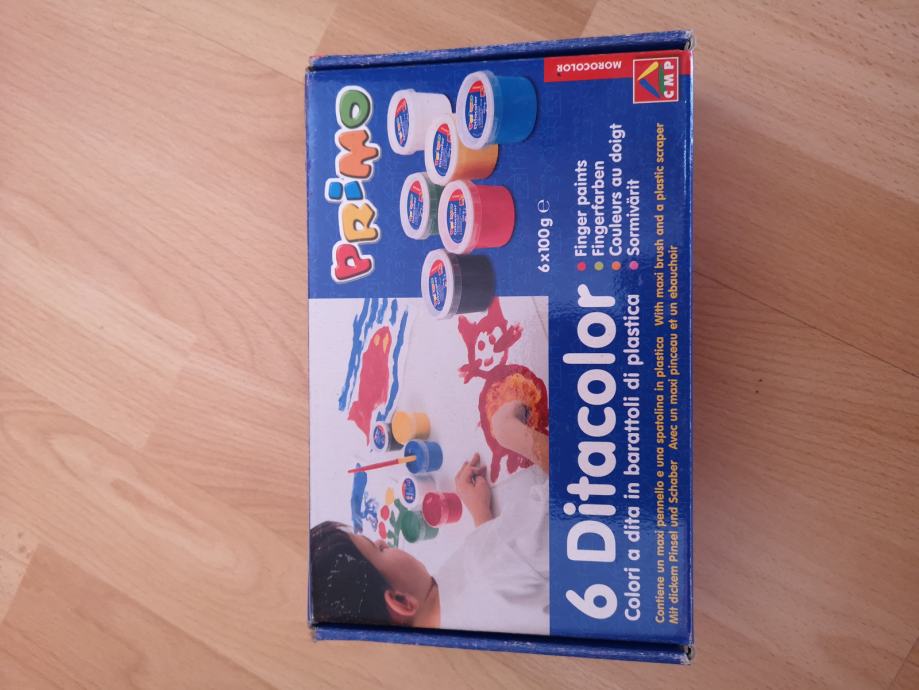 PRIMO
MOROCOLOR
CMP
6x100g ℮
6 Ditacolor
Colori a dita in barattoli di plastica
Finger paints
Fingerfarben
Couleurs au doigt
Sormivärit
Contiene un maxi pennello e una spatolina in plastica With maxi brush and a plastic scraper
Mit dickem Pinsel und Schaber Avec un maxi pinceau et un ebauchoir